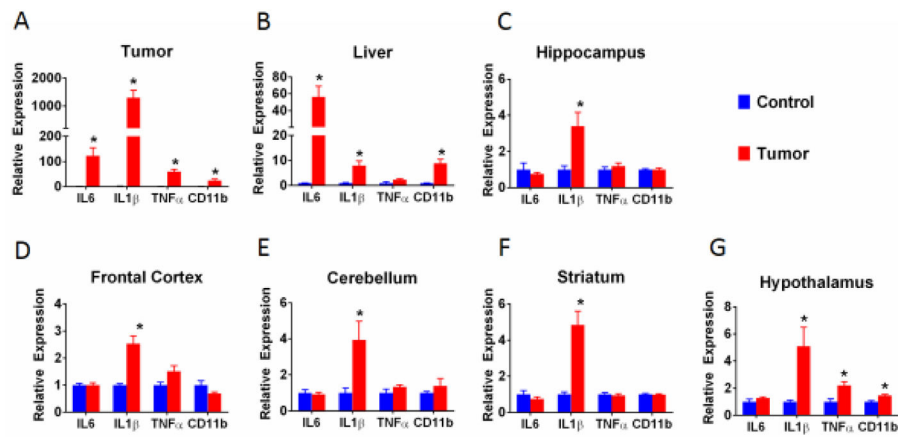 A
Tumor
Relative Expression
2000
1000
200
100
0
IL6 IL1β TNFα CD11b
B
Liver
Relative Expression
80
60
40
20
20
10
0
IL6 IL1β TNFα CD11b
C
Hippocampus
Relative Expression
6
4
2
0
IL6 IL1β TNFα CD11b
Control
Tumor
D
Frontal Cortex
Relative Expression
4
3
2
1
0
IL6 IL1β TNFα CD11b
E
Cerebellum
Relative Expression
6
4
2
0
IL6 IL1β TNFα CD11b
F
Striatum
Relative Expression
6
4
2
0
IL6 IL1β TNFα CD11b
G
Hypothalamus
Relative Expression
8
6
4
2
0
IL6 IL1β TNFα CD11b